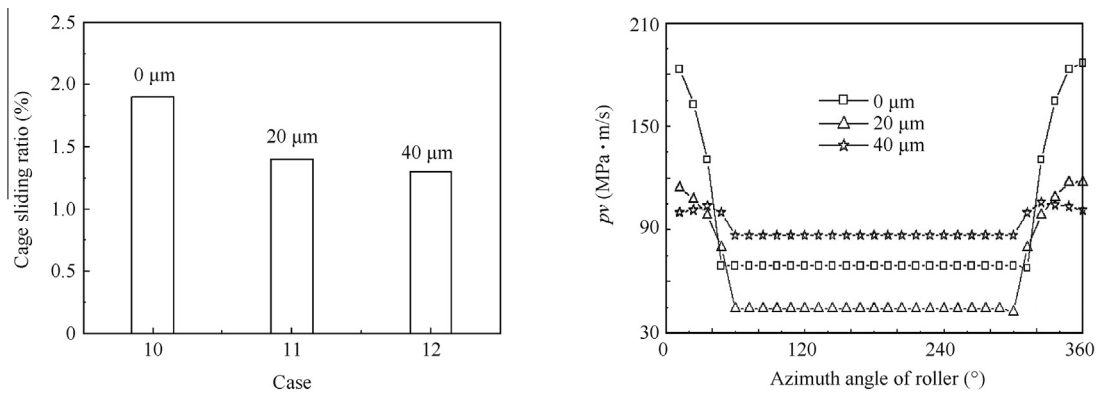 2.5
2.0
1.5
1.0
0.5
0
Cage sliding ratio (%)
0 μm
20 μm
40 μm
10 11 12
Case
210
150
90
30
pv (MPa • m/s)
0 μm
20 μm
40 μm
0 120 240 360
Azimuth angle of roller (°)